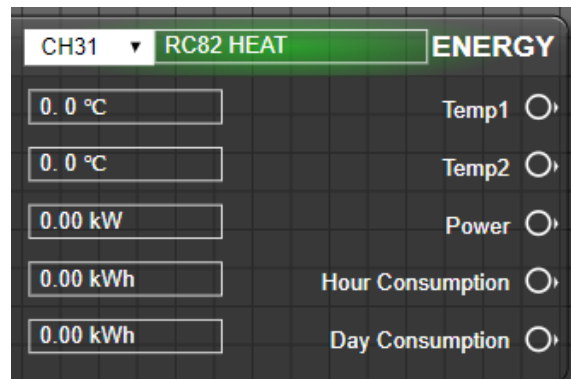 CH31 RC82 HEAT ENERGY
0. 0 ℃ Temp1
0. 0 ℃ Temp2
0.00 kW Power
0.00 kWh Hour Consumption
0.00 kWh Day Consumption